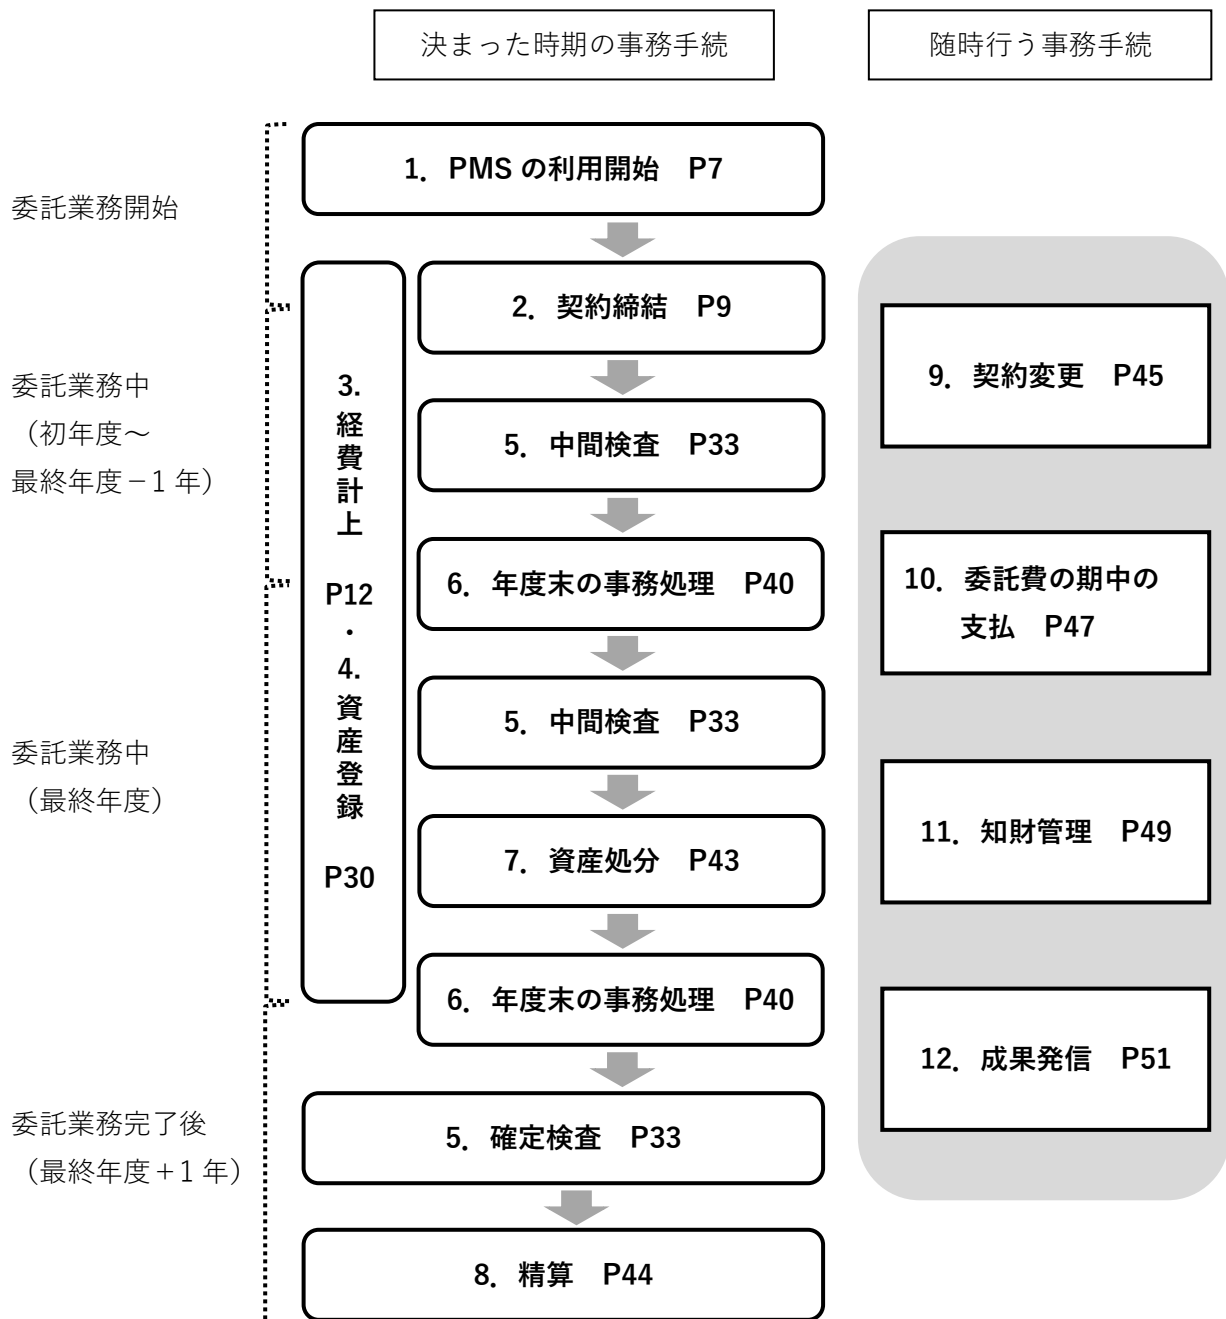 決まった時期の事務手続
随時行う事務手続
委託業務開始
委託業務中
（初年度～
最終年度－1 年）
委託業務中
（最終年度）
委託業務完了後
（最終年度＋1 年）
1．PMS の利用開始　P7
3.
経費計上
P12
・
4.
資産登録
P30
2．契約締結　P9
5．中間検査　P33
6．年度末の事務処理　P40
5．中間検査　P33
7．資産処分　P43
6．年度末の事務処理　P40
5．確定検査　P33
8．精算　P44
9．契約変更　P45
10．委託費の期中の
支払　P47
11．知財管理　P49
12．成果発信　P51